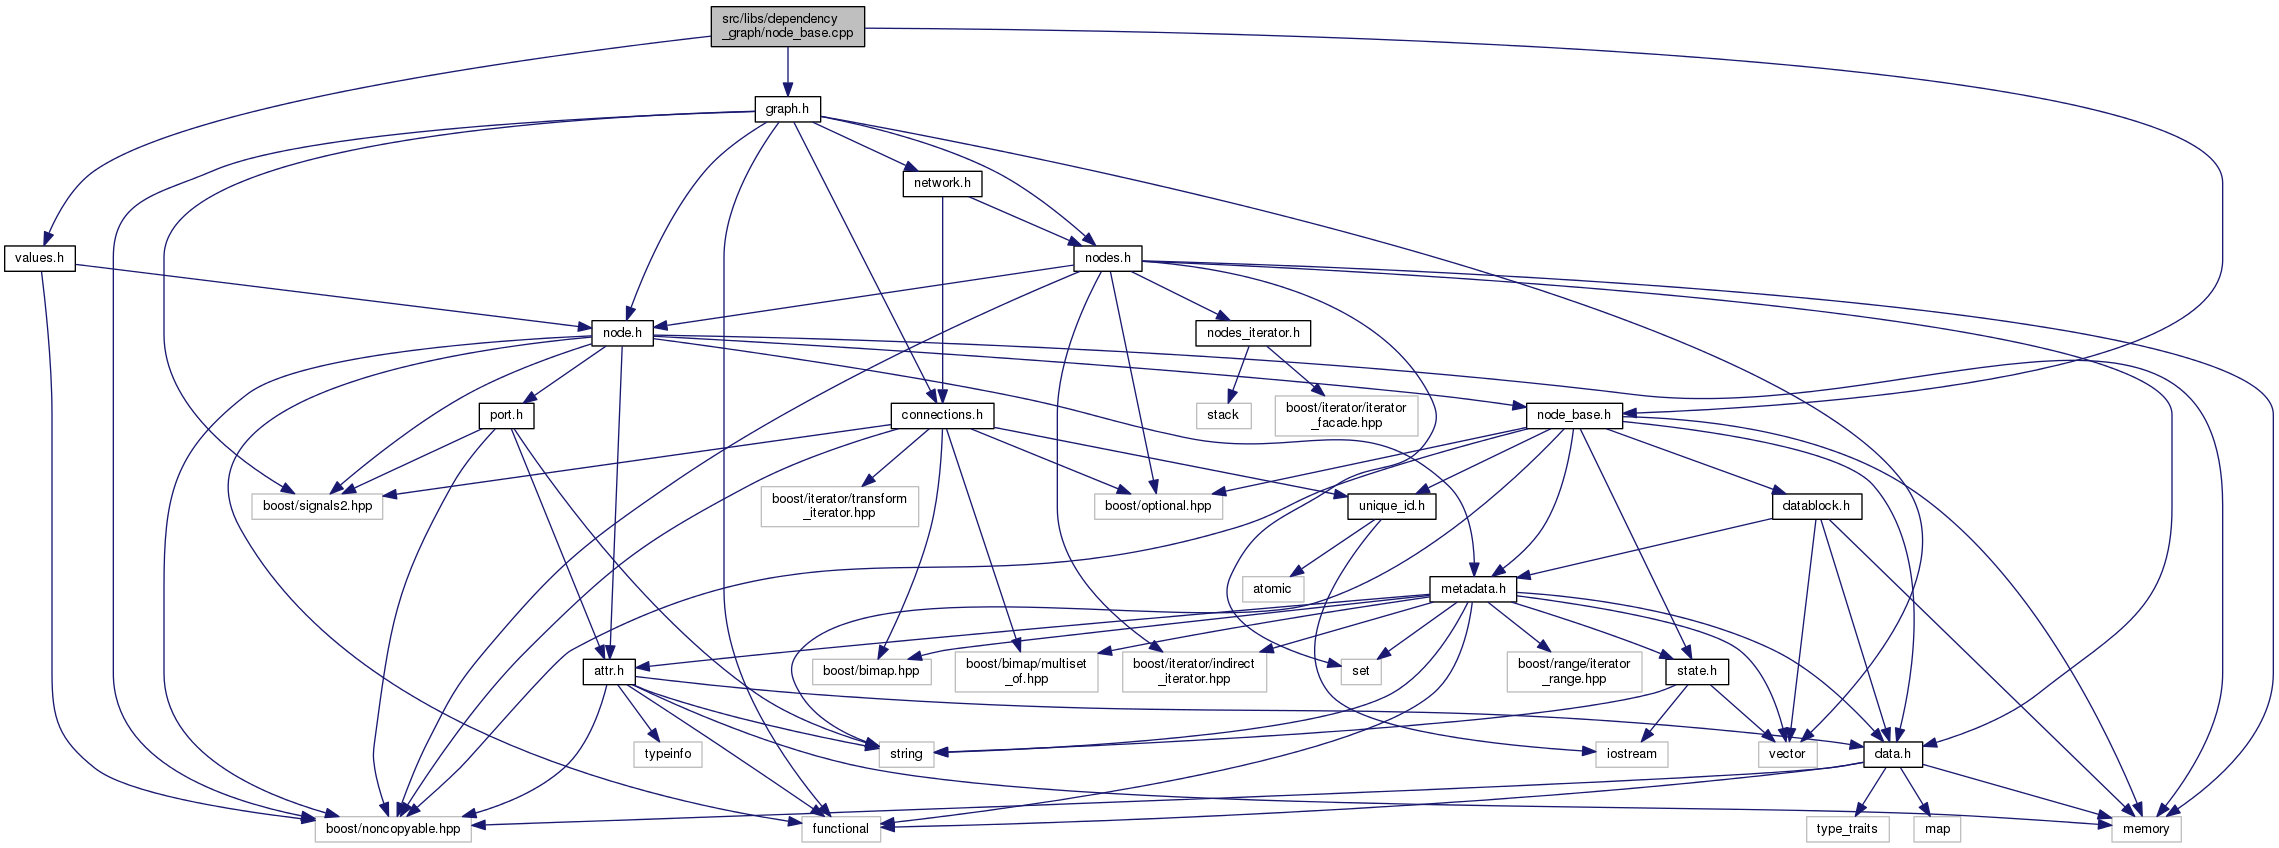 src/libs/dependency
_graph/node_base.cpp
graph.h
network.h
values.h
nodes.h
node.h
nodes_iterator.h
port.h
connections.h
stack
boost/iterator/iterator
_facade.hpp
node_base.h
boost/signals2.hpp
boost/iterator/transform
_iterator.hpp
boost/optional.hpp
unique_id.h
datablock.h
atomic
metadata.h
attr.h
boost/bimap.hpp
boost/bimap/multiset
_of.hpp
boost/iterator/indirect
_iterator.hpp
set
boost/range/iterator
_range.hpp
state.h
typeinfo
string
iostream
vector
data.h
boost/noncopyable.hpp
functional
type_traits
map
memory